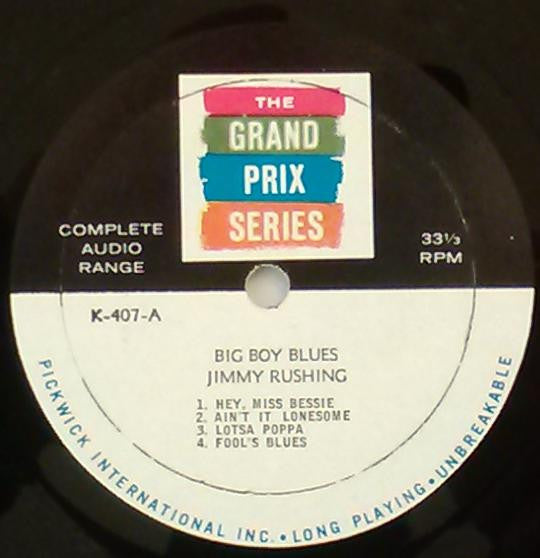 THE
GRAND
PRIX
SERIES
COMPLETE
AUDIO
RANGE
33⅓
RPM
K-407-A
BIG BOY BLUES
JIMMY RUSHING
1. HEY, MISS BESSIE
2. AIN'T IT LONESOME
3. LOTSA POPPA
4. FOOL'S BLUES
PICKWICK INTERNATIONAL INC. • LONG PLAYING • UNBREAKABLE